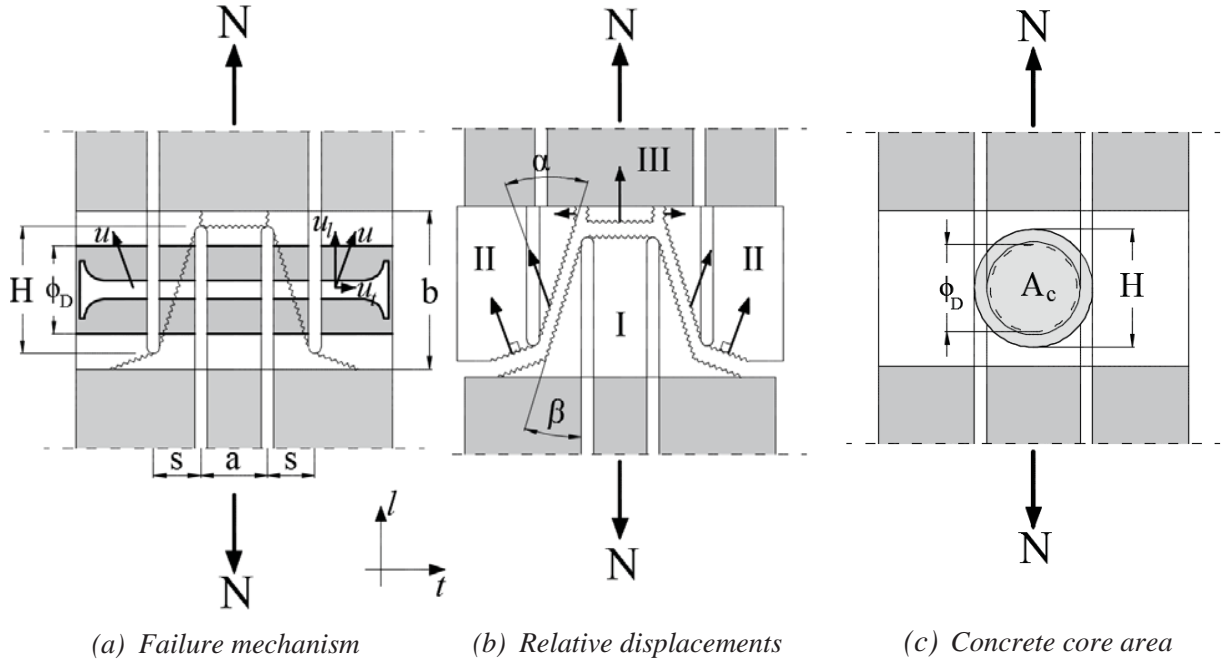 N
N
N
u
u_l
u
u_t
H
ϕ_D
b
s
a
s
l
t
N
α
III
II
II
I
β
N
ϕ_D
A_c
H
N
(a) Failure mechanism
(b) Relative displacements
(c) Concrete core area